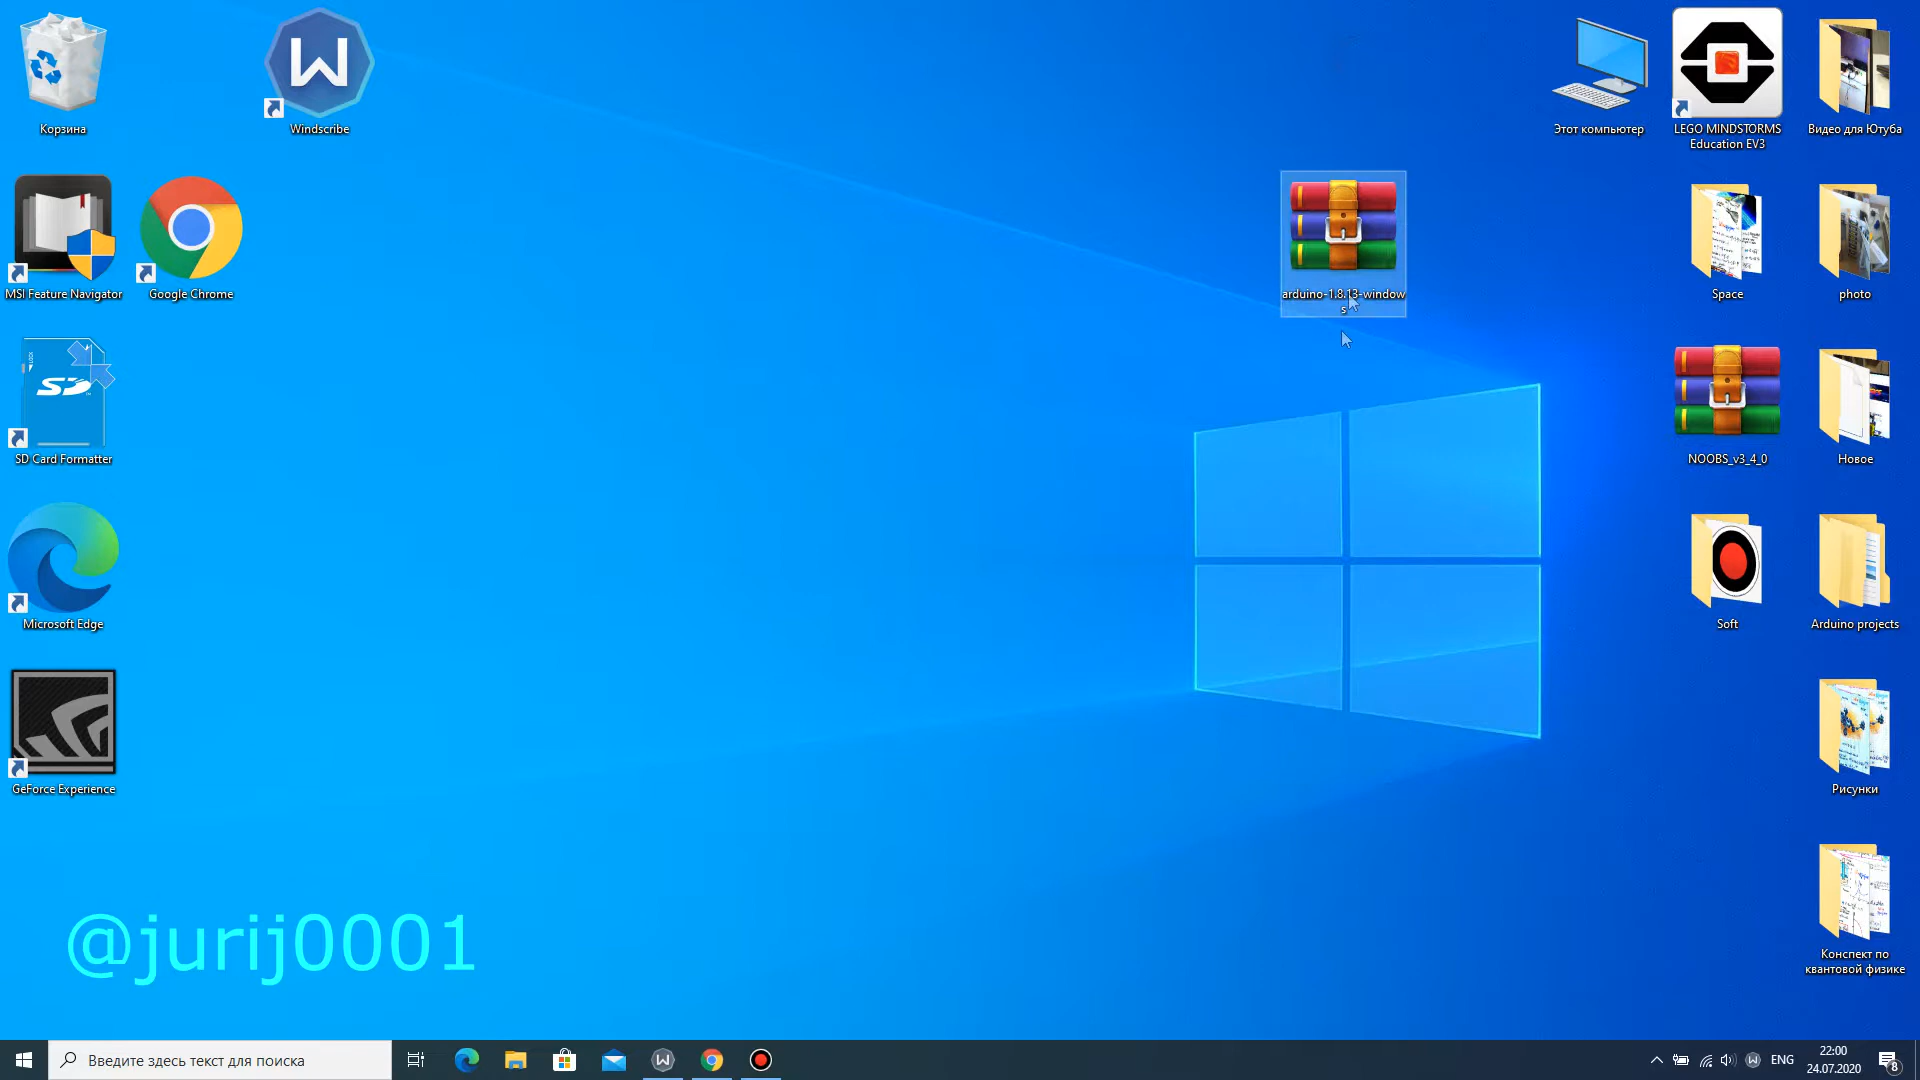 Корзина
Windscribe
Этот компьютер
LEGO MINDSTORMS
Education EV3
Видео для Ютуба
MSI Feature Navigator
Google Chrome
arduino-1.8.13-window
s
Space
photo
SD Card Formatter
NOOBS_v3_4_0
Новое
Microsoft Edge
Soft
Arduino projects
GeForce Experience
Рисунки
Конспект по
квантовой физике
@jurij0001
Введите здесь текст для поиска
ENG
22:00
24.07.2020
8